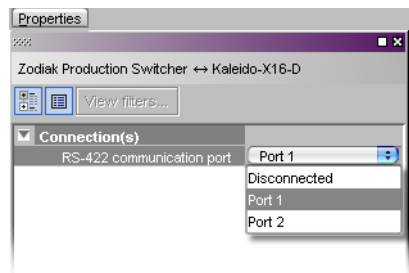 Properties
Zodiak Production Switcher ↔ Kaleido-X16-D
View filters...
Connection(s)
RS-422 communication port Port 1
Disconnected
Port 1
Port 2